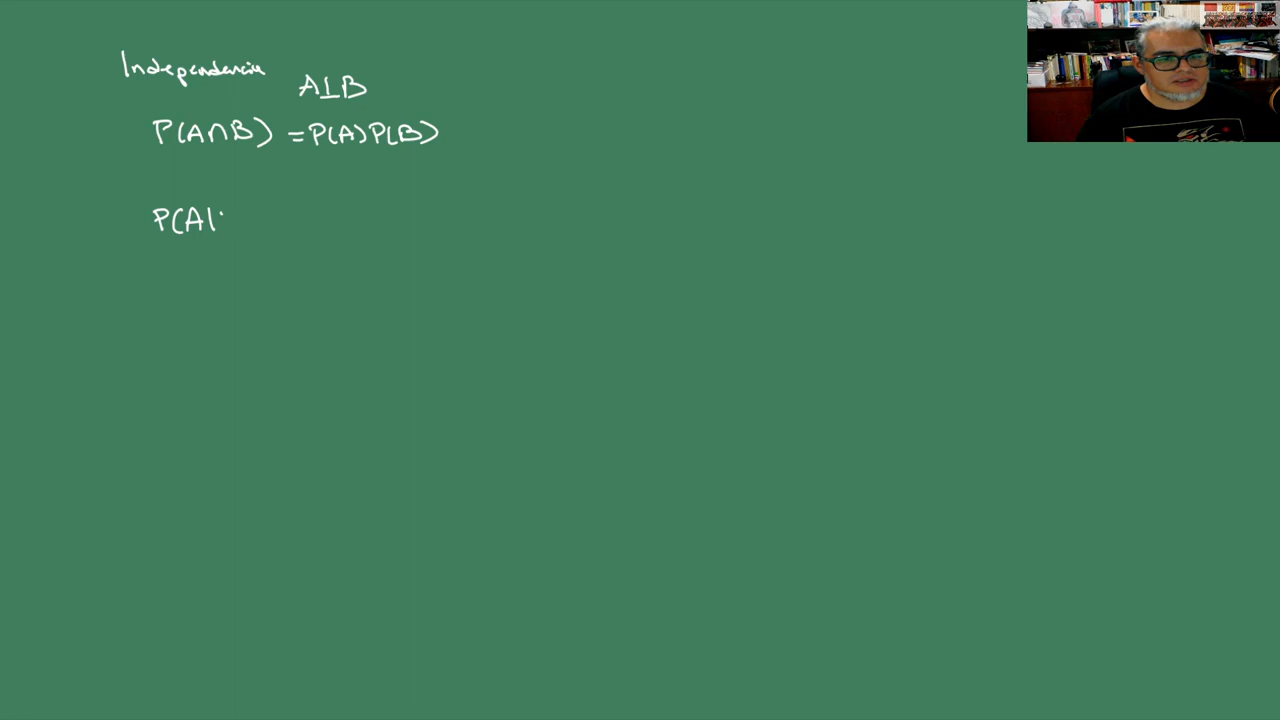 Independencia
A⊥B
P(A∩B) = P(A)P(B)
P(A|